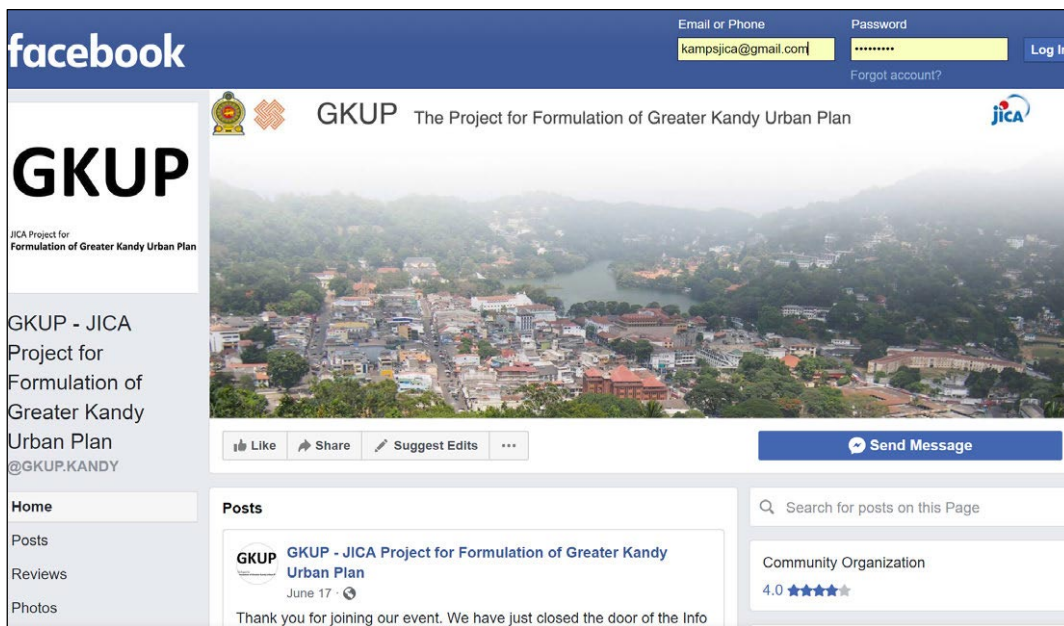 Email or Phone
Password
facebook
kampsjica@gmail.com
•••••••••
Log In
Forgot account?
GKUP The Project for Formulation of Greater Kandy Urban Plan
jica
GKUP
JICA Project for
Formulation of Greater Kandy Urban Plan
GKUP - JICA
Project for
Formulation of
Greater Kandy
Urban Plan
@GKUP.KANDY
Like
Share
Suggest Edits
Send Message
Home
Posts
Reviews
Photos
Posts
GKUP
GKUP - JICA Project for Formulation of Greater Kandy
Urban Plan
June 17 ·
Thank you for joining our event. We have just closed the door of the Info
Search for posts on this Page
Community Organization
4.0